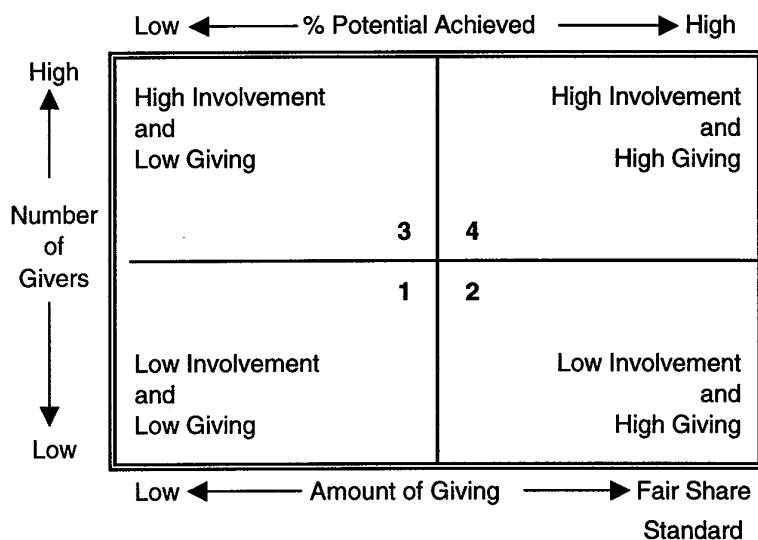 Low % Potential Achieved High
High
High Involvement
and
Low Giving
High Involvement
and
High Giving
Number
of
Givers
3 4
1 2
Low Involvement
and
Low Giving
Low Involvement
and
High Giving
Low
Low Amount of Giving Fair Share
Standard